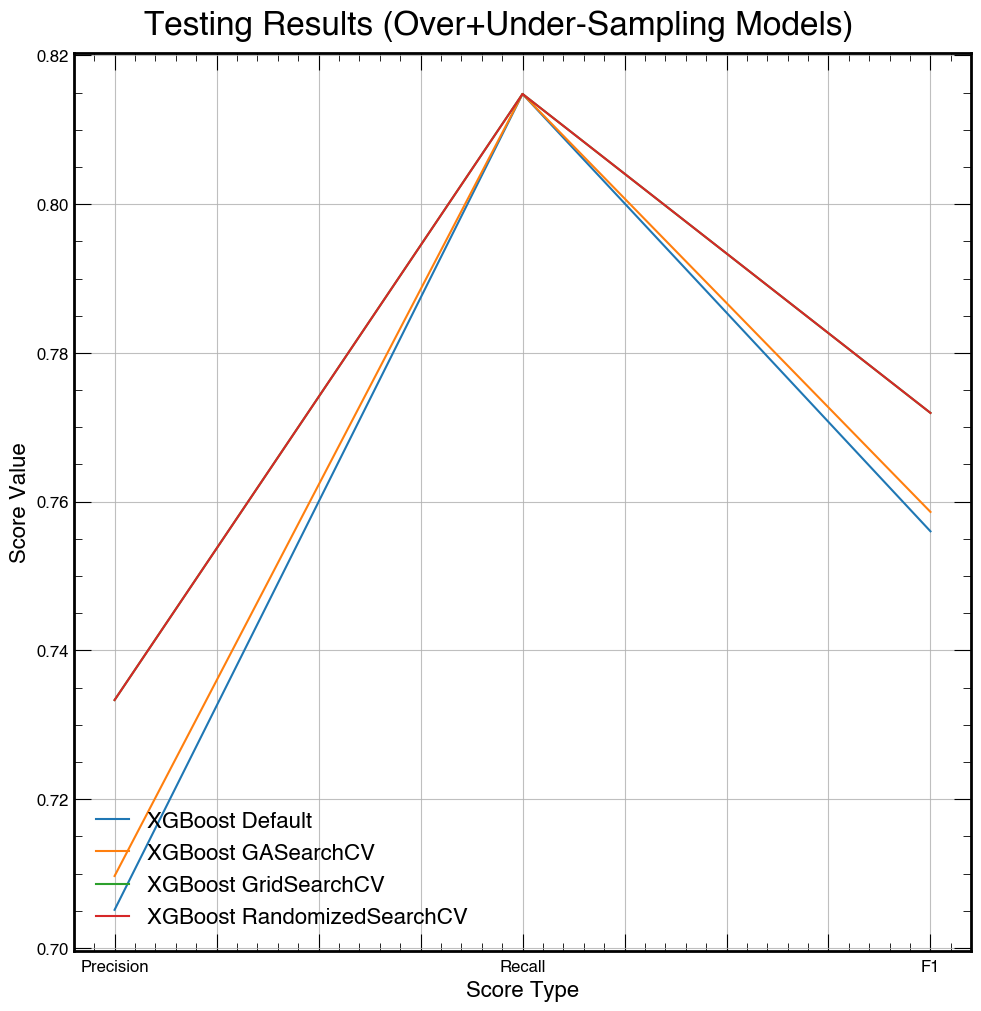 Testing Results (Over+Under-Sampling Models)
0.82
0.80
0.78
0.76
0.74
0.72
0.70
Score Value
XGBoost Default
XGBoost GASearchCV
XGBoost GridSearchCV
XGBoost RandomizedSearchCV
Precision Recall F1
Score Type